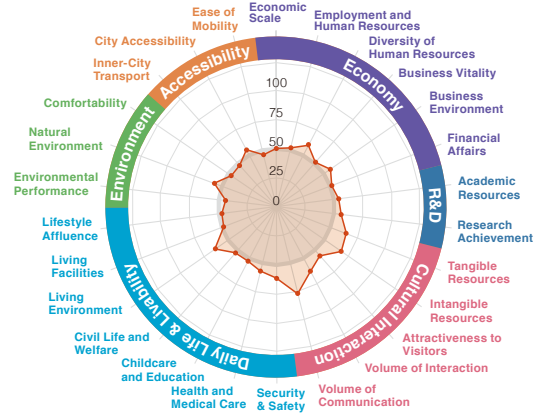 Economic
Scale
Employment and
Human Resources
Diversity of
Human Resources
Business Vitality
Business
Environment
Financial
Affairs
Academic
Resources
Research
Achievement
Tangible
Resources
Intangible
Resources
Attractiveness to
Visitors
Volume of Interaction
Volume of
Communication
Security
& Safety
Health and
Medical Care
Childcare
and Education
Civil Life and
Welfare
Living
Environment
Living
Facilities
Lifestyle
Affluence
Environmental
Performance
Natural
Environment
Comfortability
Inner-City
Transport
City Accessibility
Ease of
Mobility
Economy
R&D
Cultural Interaction
Daily Life & Livability
Environment
Accessibility
100
75
50
25
0